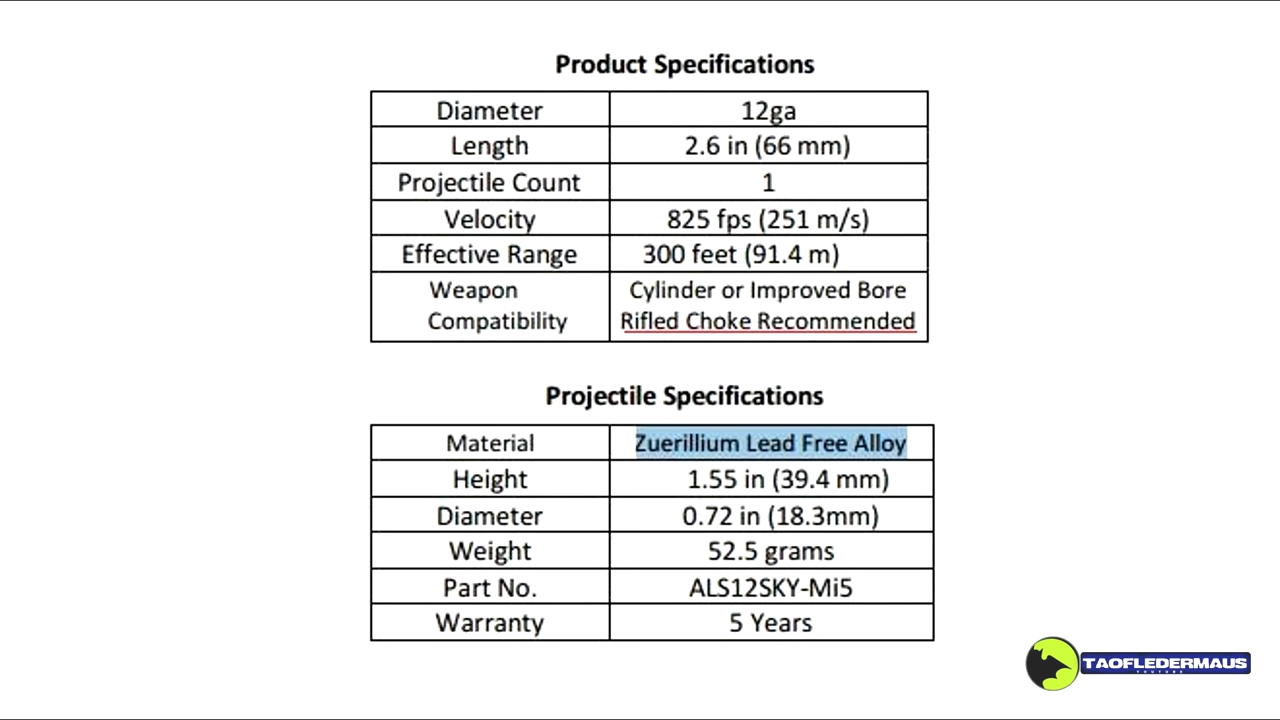 Product Specifications
Diameter 12ga
Length 2.6 in (66 mm)
Projectile Count 1
Velocity 825 fps (251 m/s)
Effective Range 300 feet (91.4 m)
Weapon Compatibility Cylinder or Improved Bore
Rifled Choke Recommended
Projectile Specifications
Material Zuerillium Lead Free Alloy
Height 1.55 in (39.4 mm)
Diameter 0.72 in (18.3mm)
Weight 52.5 grams
Part No. ALS12SKY-Mi5
Warranty 5 Years
TAOFLEDERMAUS
YOUTUBE